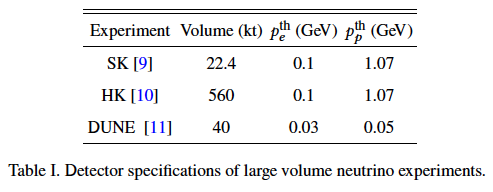 Experiment Volume (kt) p_e^th (GeV) p_p^th (GeV)
SK [9] 22.4 0.1 1.07
HK [10] 560 0.1 1.07
DUNE [11] 40 0.03 0.05
Table I. Detector specifications of large volume neutrino experiments.